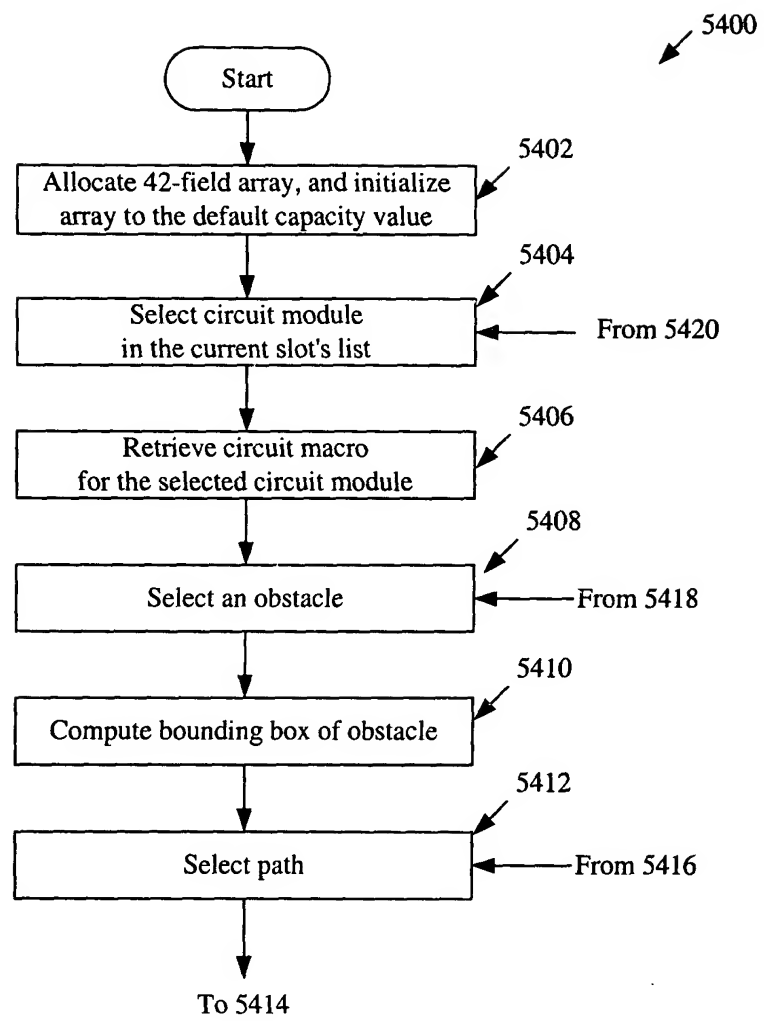 5400
Start
5402
Allocate 42-field array, and initialize
array to the default capacity value
5404
Select circuit module
in the current slot's list
From 5420
5406
Retrieve circuit macro
for the selected circuit module
5408
Select an obstacle
From 5418
5410
Compute bounding box of obstacle
5412
Select path
From 5416
To 5414